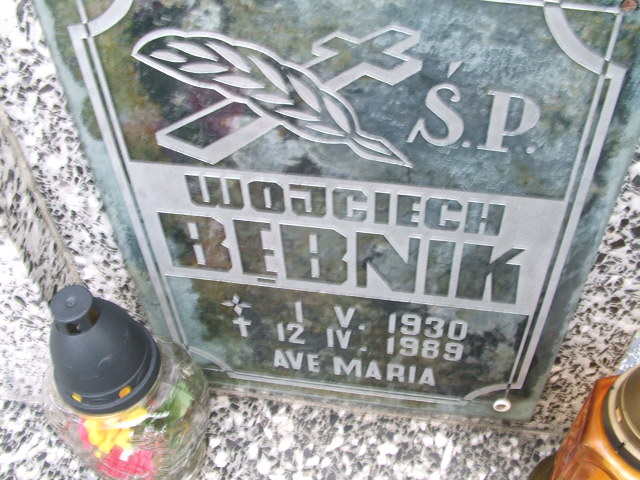 Ś.P.
WOJCIECH
BĘBNIK
1 V. 1930
12 IV. 1989
AVE MARIA